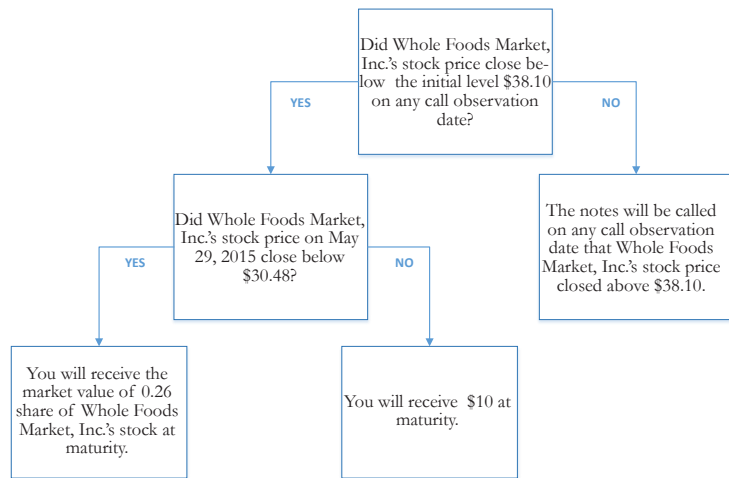 Did Whole Foods Market,
Inc.'s stock price close be-
low the initial level $38.10
on any call observation
date?
YES
NO
Did Whole Foods Market,
Inc.'s stock price on May
29, 2015 close below
$30.48?
The notes will be called
on any call observation
date that Whole Foods
Market, Inc.'s stock price
closed above $38.10.
YES
NO
You will receive the
market value of 0.26
share of Whole Foods
Market, Inc.'s stock at
maturity.
You will receive $10 at
maturity.